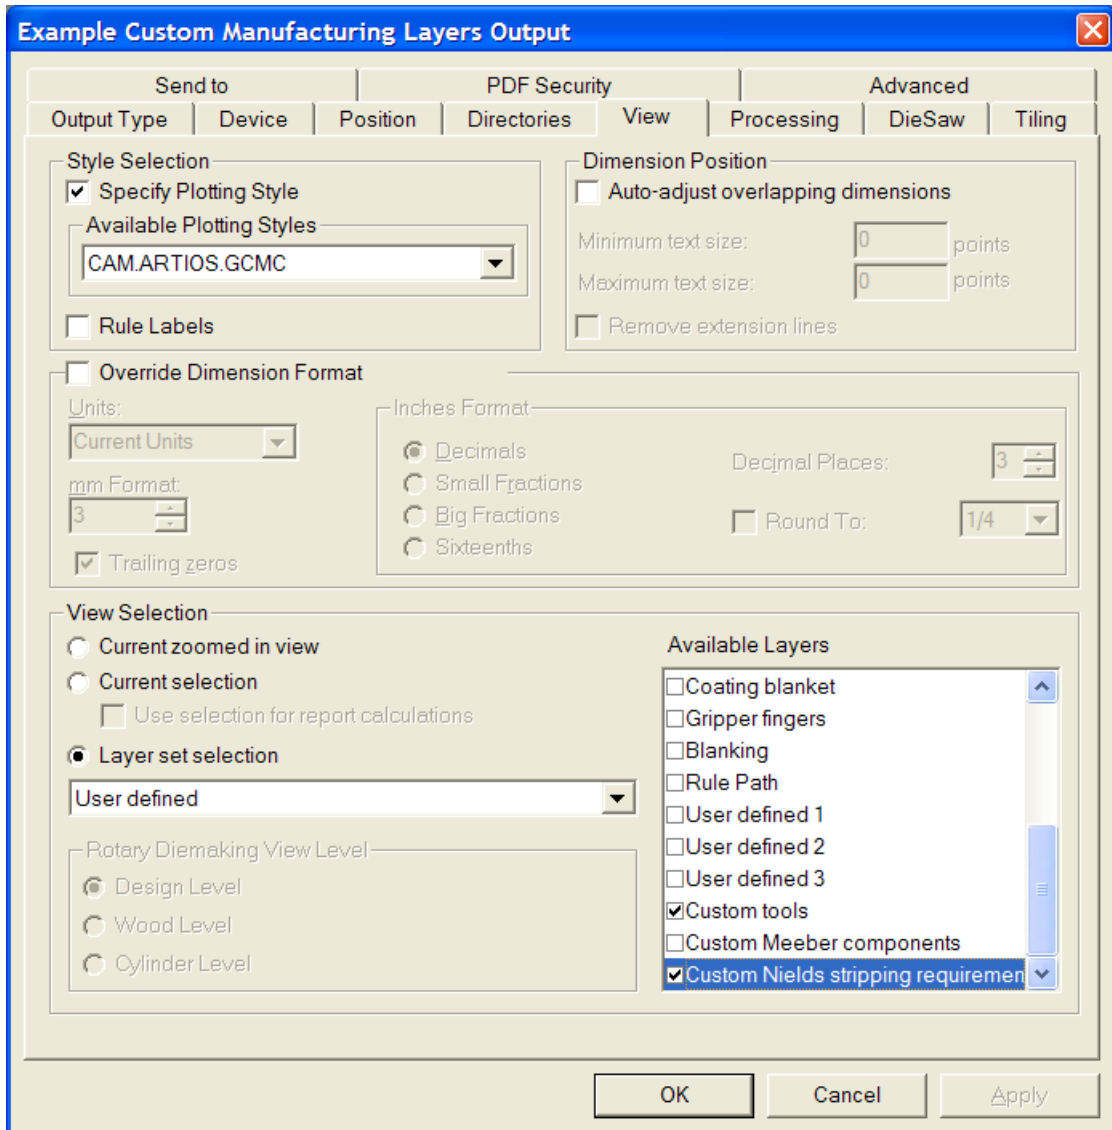 Example Custom Manufacturing Layers Output
Send to PDF Security Advanced
Output Type Device Position Directories View Processing DieSaw Tiling
Style Selection
Specify Plotting Style
Available Plotting Styles
CAM.ARTIOS.GCMC
Rule Labels
Dimension Position
Auto-adjust overlapping dimensions
Minimum text size: 0 points
Maximum text size: 0 points
Remove extension lines
Override Dimension Format
Units:
Current Units
mm Format:
3
Trailing zeros
Inches Format
Decimals
Small Fractions
Big Fractions
Sixteenths
Decimal Places: 3
Round To: 1/4
View Selection
Current zoomed in view
Current selection
Use selection for report calculations
Layer set selection
User defined
Rotary Diemaking View Level
Design Level
Wood Level
Cylinder Level
Available Layers
Coating blanket
Gripper fingers
Blanking
Rule Path
User defined 1
User defined 2
User defined 3
Custom tools
Custom Meeber components
Custom Nields stripping requiremen
OK Cancel Apply